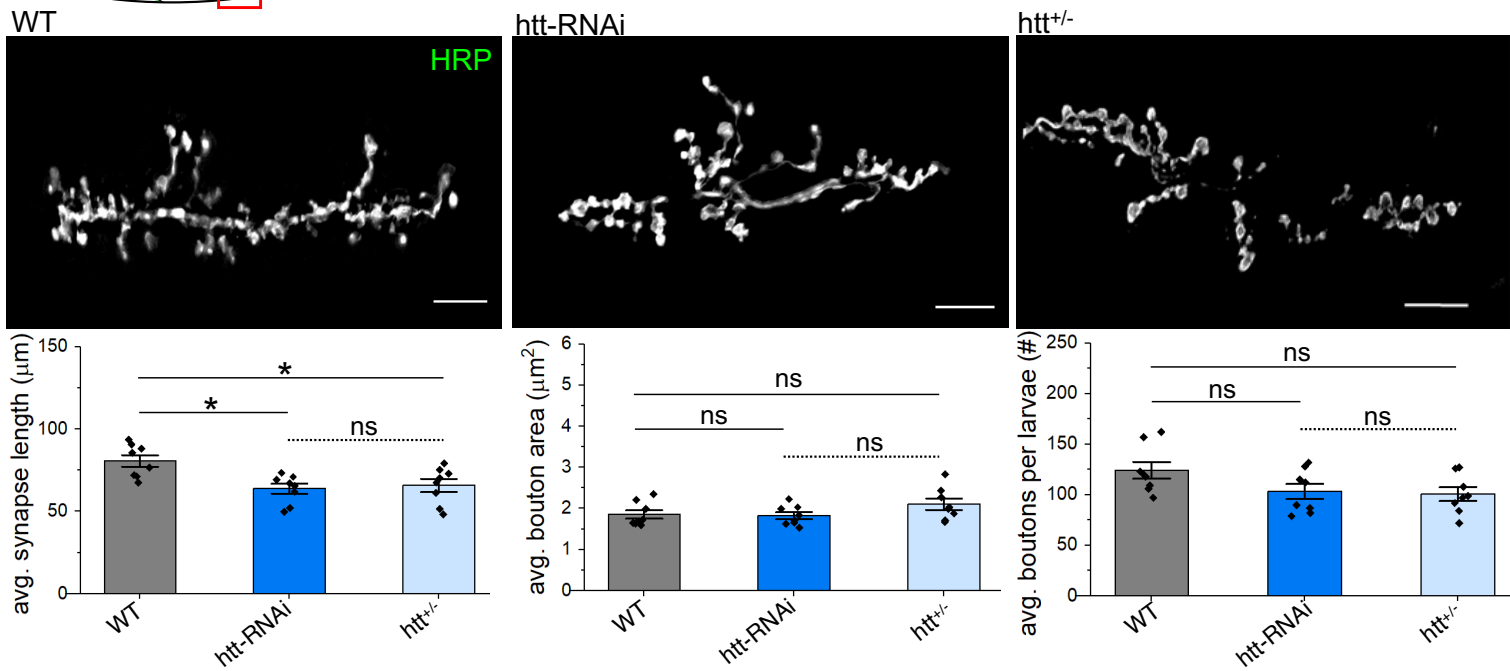 WT
htt-RNAi
htt+/-
HRP
avg. synapse length (μm)
150
100
50
0
*
*
ns
WT
htt-RNAi
htt+/-
avg. bouton area (μm2)
6
5
4
3
2
1
0
ns
ns
ns
WT
htt-RNAi
htt+/-
avg. boutons per larvae (#)
250
200
150
100
50
0
ns
ns
ns
WT
htt-RNAi
htt+/-